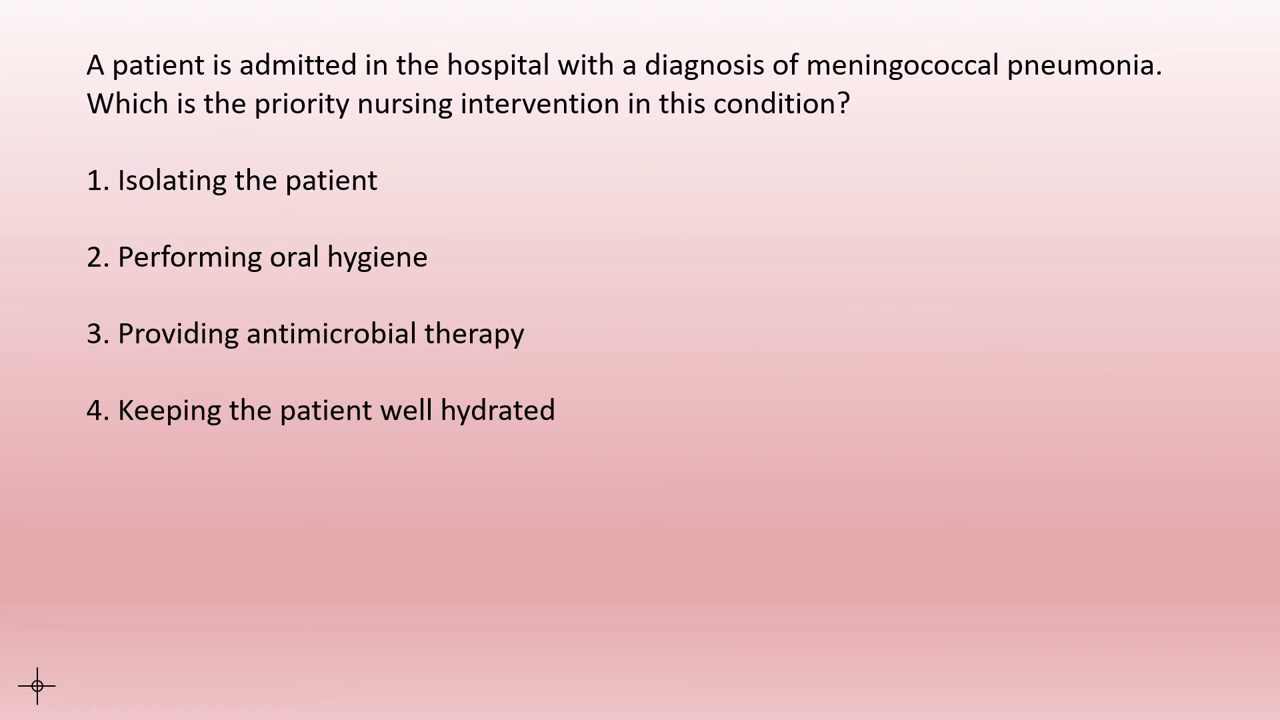 A patient is admitted in the hospital with a diagnosis of meningococcal pneumonia.
Which is the priority nursing intervention in this condition?
1. Isolating the patient
2. Performing oral hygiene
3. Providing antimicrobial therapy
4. Keeping the patient well hydrated